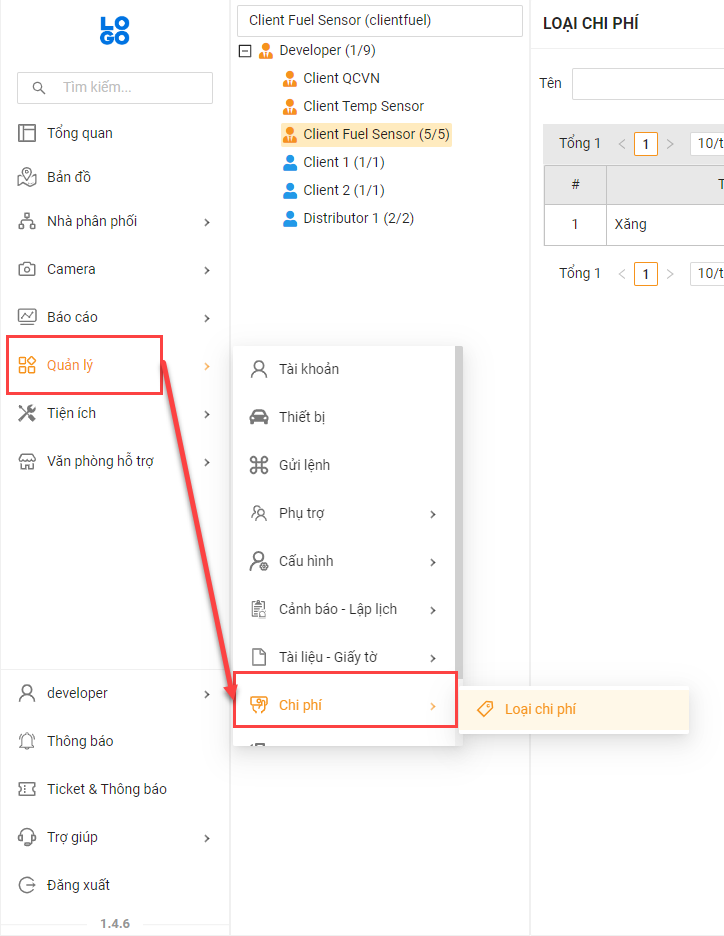 LO
GO
Tìm kiếm...
Tổng quan
Bản đồ
Nhà phân phối
Camera
Báo cáo
Quản lý
Tiện ích
Văn phòng hỗ trợ
developer
Thông báo
Ticket & Thông báo
Trợ giúp
Đăng xuất
1.4.6
Client Fuel Sensor (clientfuel)
Developer (1/9)
Client QCVN
Client Temp Sensor
Client Fuel Sensor (5/5)
Client 1 (1/1)
Client 2 (1/1)
Distributor 1 (2/2)
Tài khoản
Thiết bị
Gửi lệnh
Phụ trợ
Cấu hình
Cảnh báo - Lập lịch
Tài liệu - Giấy tờ
Chi phí
Loại chi phí
LOẠI CHI PHÍ
Tên
Tổng 1 < 1 > 10/t
# T
1 Xăng
Tổng 1 < 1 > 10/t